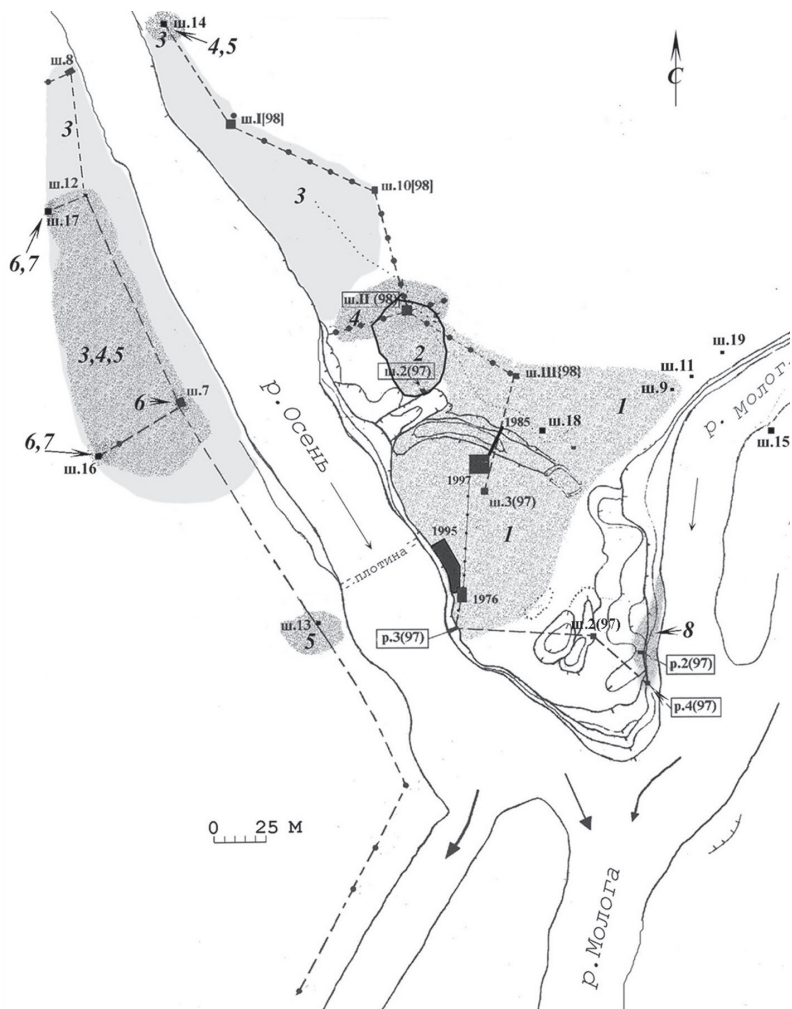 3
ш.14
4,5
С
ш.8
ш.I[98]
3
ш.10[98]
3
ш.12
ш.17
6,7
ш.II (98)
4
ш.19
2
ш.2(97)
ш.III{98}
ш.11
ш.9
р. Молог
3,4,5
1
6
ш.7
р. Осень
1985
ш.18
ш.15
6,7
ш.16
1997
ш.3(97)
1995
1
плотина
1976
ш.13
5
р.3(97)
ш.2(97)
8
р.2(97)
р.4(97)
0 25 М
р.Молога